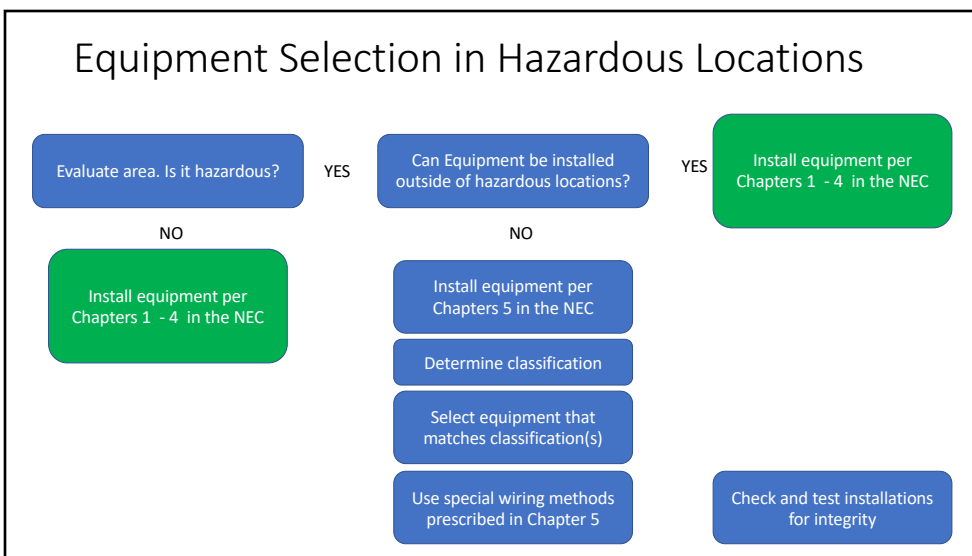 Equipment Selection in Hazardous Locations
Evaluate area. Is it hazardous?
YES
Can Equipment be installed
outside of hazardous locations?
YES
Install equipment per
Chapters 1 - 4 in the NEC
NO
Install equipment per
Chapters 1 - 4 in the NEC
NO
Install equipment per
Chapters 5 in the NEC
Determine classification
Select equipment that
matches classification(s)
Use special wiring methods
prescribed in Chapter 5
Check and test installations
for integrity